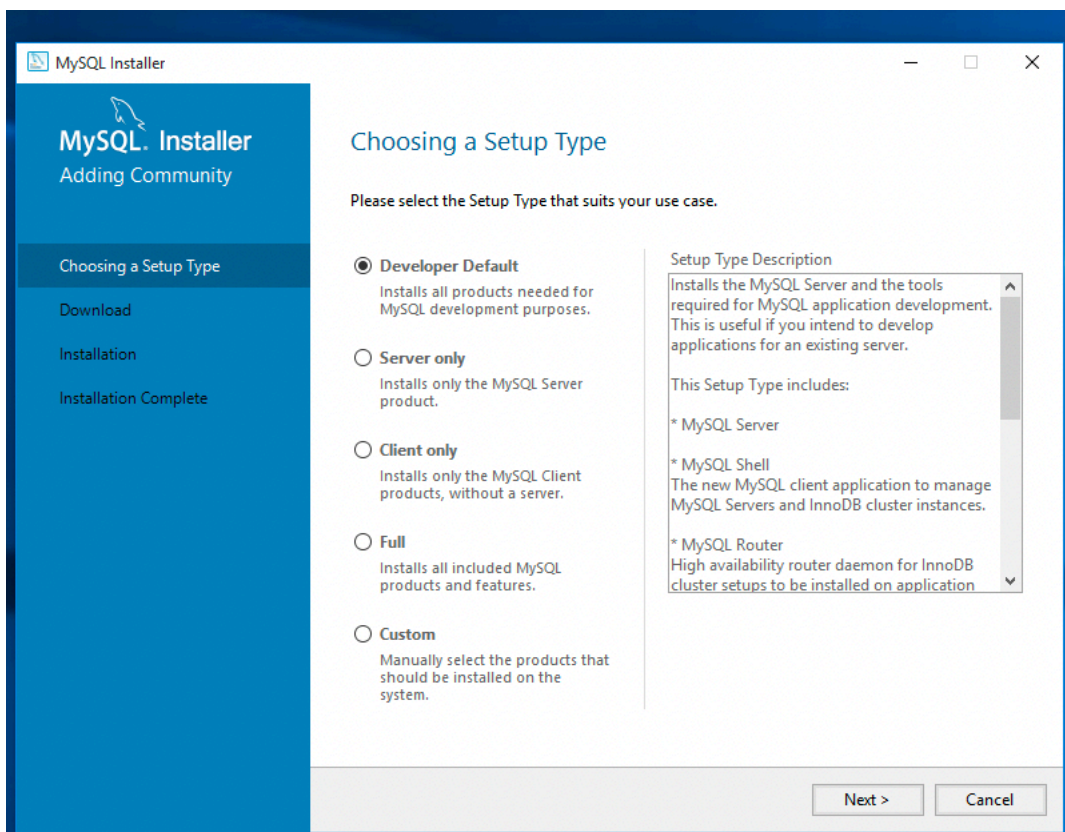 MySQL Installer
MySQL. Installer
Adding Community
Choosing a Setup Type
Download
Installation
Installation Complete
Choosing a Setup Type
Please select the Setup Type that suits your use case.
Developer Default
Installs all products needed for
MySQL development purposes.
Server only
Installs only the MySQL Server
product.
Client only
Installs only the MySQL Client
products, without a server.
Full
Installs all included MySQL
products and features.
Custom
Manually select the products that
should be installed on the
system.
Setup Type Description
Installs the MySQL Server and the tools
required for MySQL application development.
This is useful if you intend to develop
applications for an existing server.
This Setup Type includes:
* MySQL Server
* MySQL Shell
The new MySQL client application to manage
MySQL Servers and InnoDB cluster instances.
* MySQL Router
High availability router daemon for InnoDB
cluster setups to be installed on application
Next >
Cancel